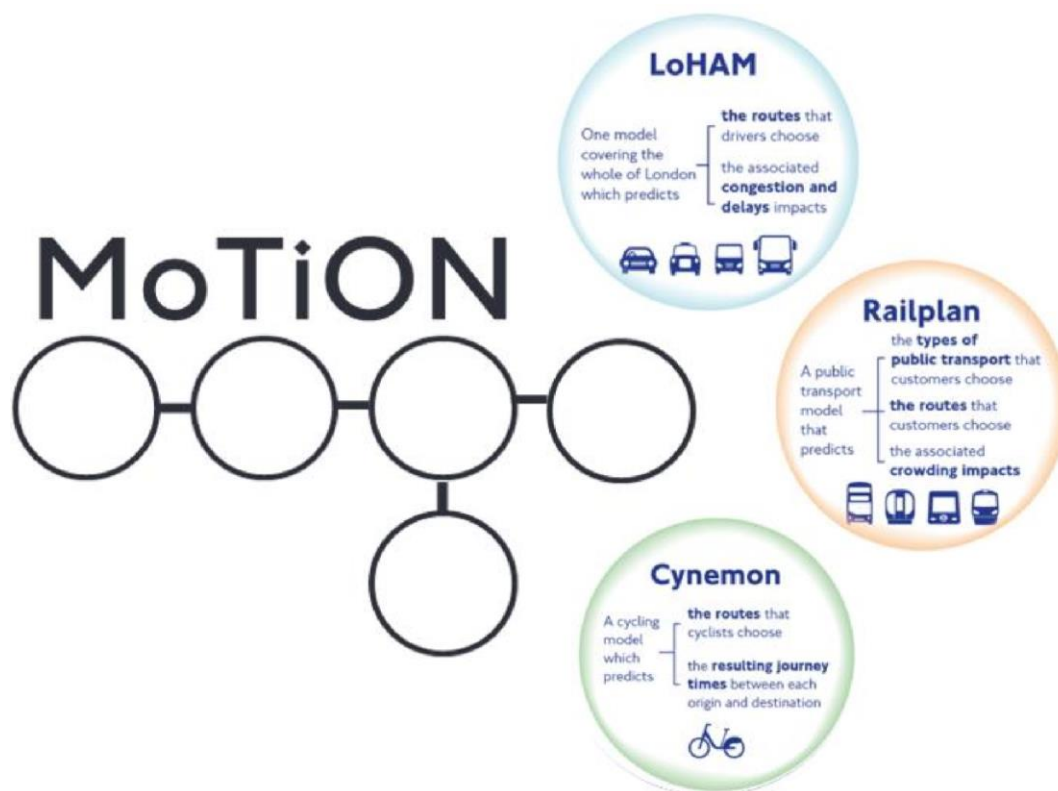 MoTiON
LoHAM
One model
covering the
whole of London
which predicts
the routes that
drivers choose
the associated
congestion and
delays impacts
Railplan
A public
transport
model
that
predicts
the types of
public transport that
customers choose
the routes that
customers choose
the associated
crowding impacts
Cynemon
A cycling
model
which
predicts
the routes that
cyclists choose
the resulting journey
times between each
origin and destination